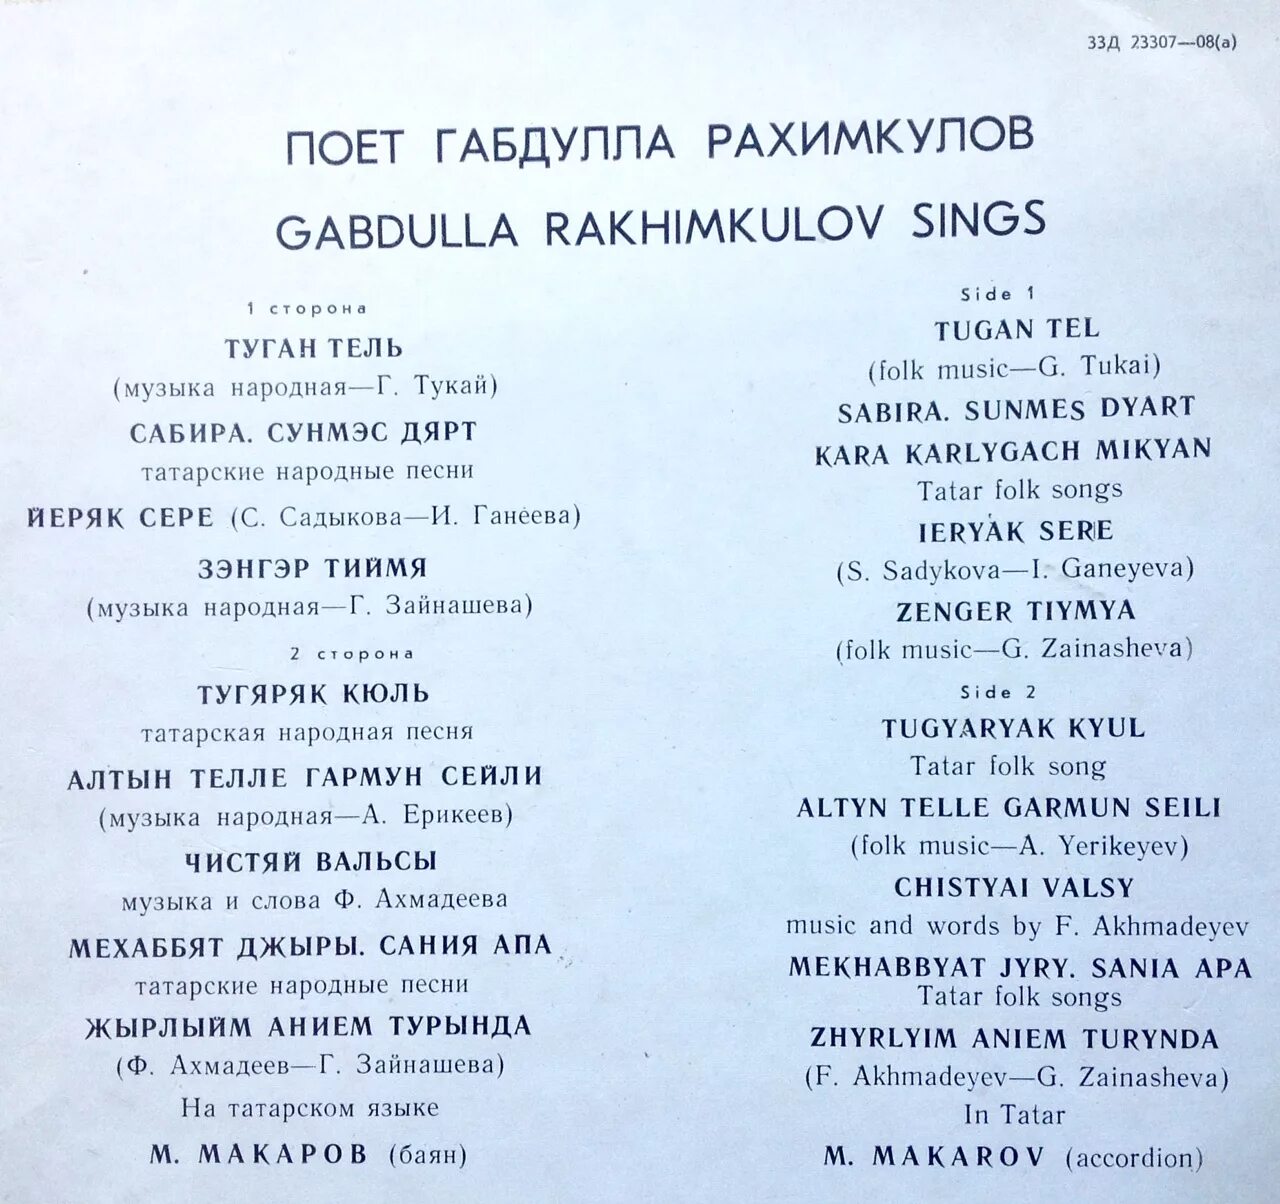 33Д 23307—08(а)
ПОЕТ ГАБДУЛЛА РАХИМКУЛОВ
GABDULLA RAKHIMKULOV SINGS
1 сторона
ТУГАН ТЕЛЬ
(музыка народная—Г. Тукай)
САБИРА. СУНМЭС ДЯРТ
татарские народные песни
ЙЕРЯК СЕРЕ (С. Садыкова—И. Ганеева)
ЗЭНГЭР ТИЙМЯ
(музыка народная—Г. Зайнашева)
2 сторона
ТУГЯРЯК КЮЛЬ
татарская народная песня
АЛТЫН ТЕЛЛЕ ГАРМУН СЕЙЛИ
(музыка народная—А. Ерикеев)
ЧИСТЯЙ ВАЛЬСЫ
музыка и слова Ф. Ахмадеева
МЕХАББЯТ ДЖЫРЫ. САНИЯ АПА
татарские народные песни
ЖЫРЛЫЙМ АНИЕМ ТУРЫНДА
(Ф. Ахмадеев—Г. Зайнашева)
На татарском языке
М. МАКАРОВ (баян)
Side 1
TUGAN TEL
(folk music—G. Tukai)
SABIRA. SUNMES DYART
KARA KARLYGACH MIKYAN
Tatar folk songs
IERYAK SERE
(S. Sadykova—I. Ganeyeva)
ZENGER TIYMYA
(folk music—G. Zainasheva)
Side 2
TUGYARYAK KYUL
Tatar folk song
ALTYN TELLE GARMUN SEILI
(folk music—A. Yerikeyev)
CHISTYAI VALSY
music and words by F. Akhmadeyev
MEKHABBYAT JYRY. SANIA APA
Tatar folk songs
ZHYRLYIM ANIEM TURYNDA
(F. Akhmadeyev—G. Zainasheva)
In Tatar
M. MAKAROV (accordion)